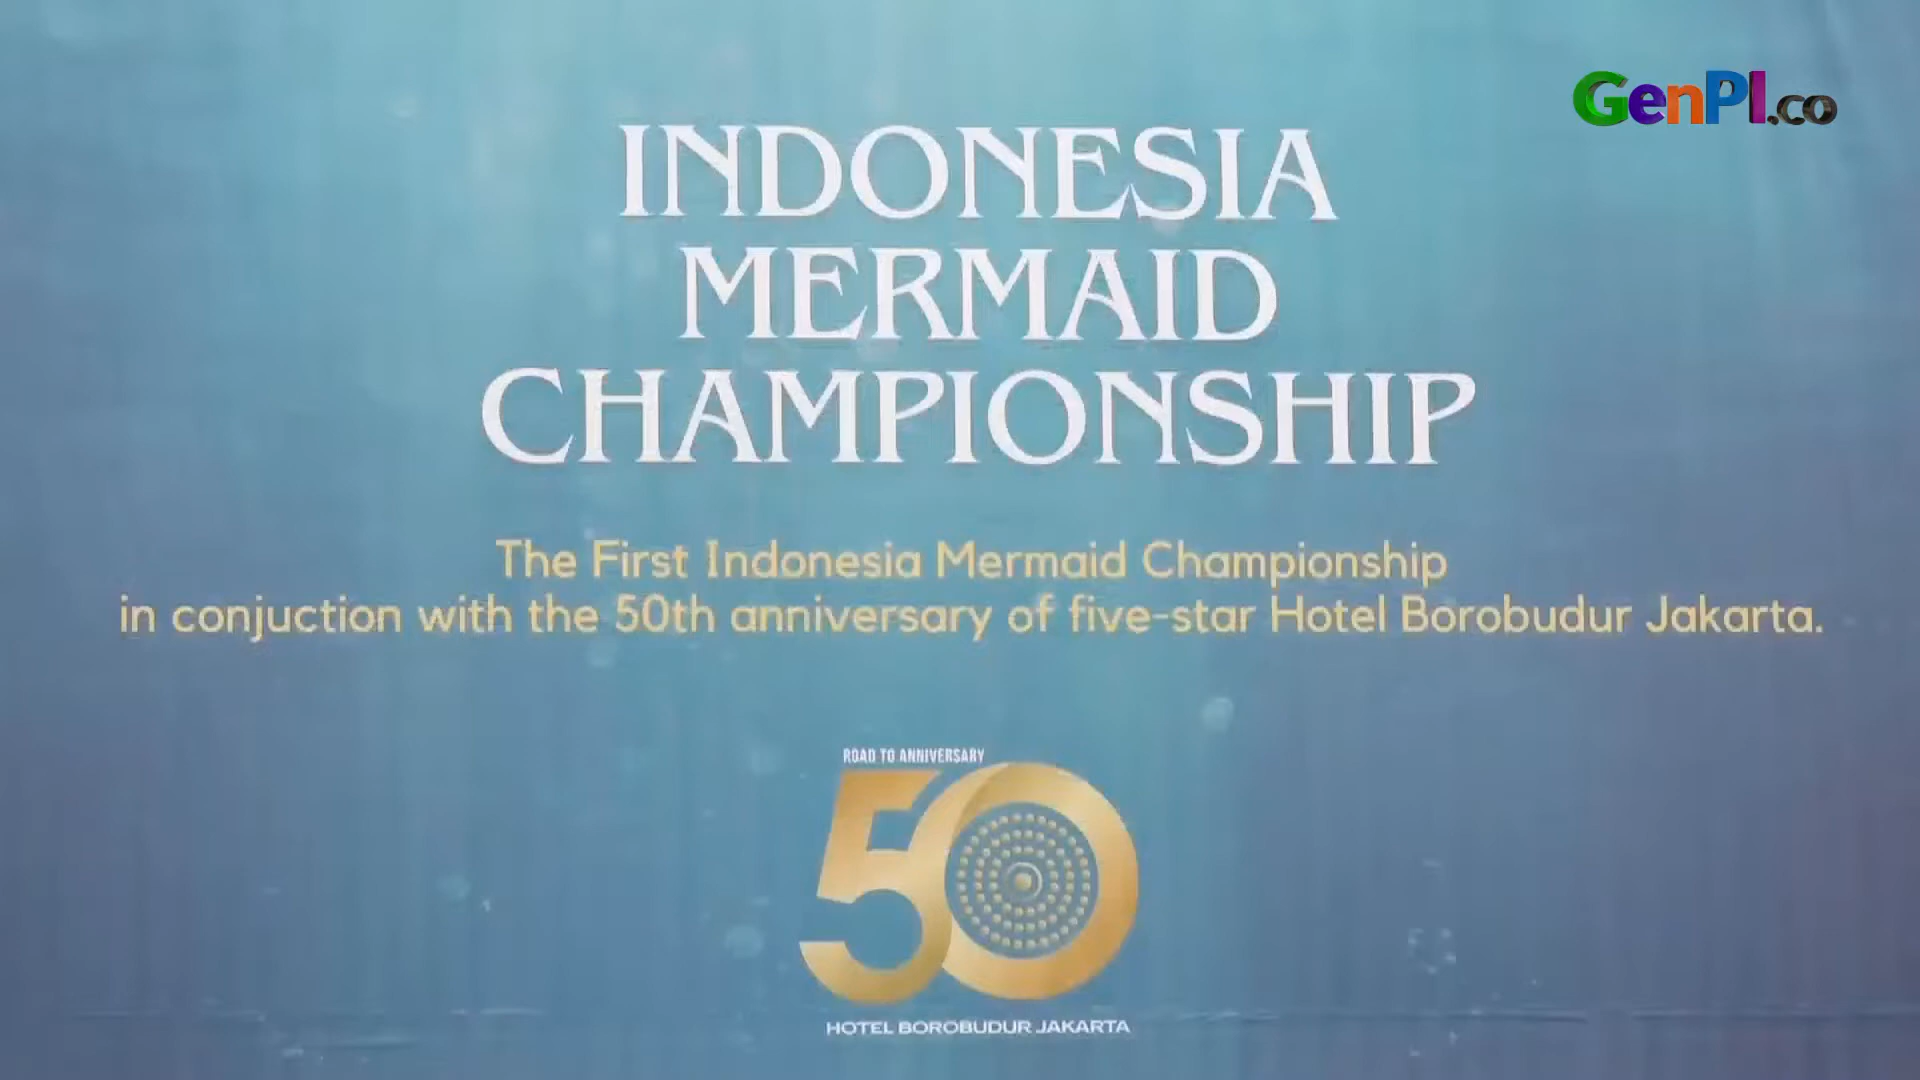 GenPI.co
INDONESIA
MERMAID
CHAMPIONSHIP
The First Indonesia Mermaid Championship
in conjuction with the 50th anniversary of five-star Hotel Borobudur Jakarta.
ROAD TO ANNIVERSARY
50
HOTEL BOROBUDUR JAKARTA